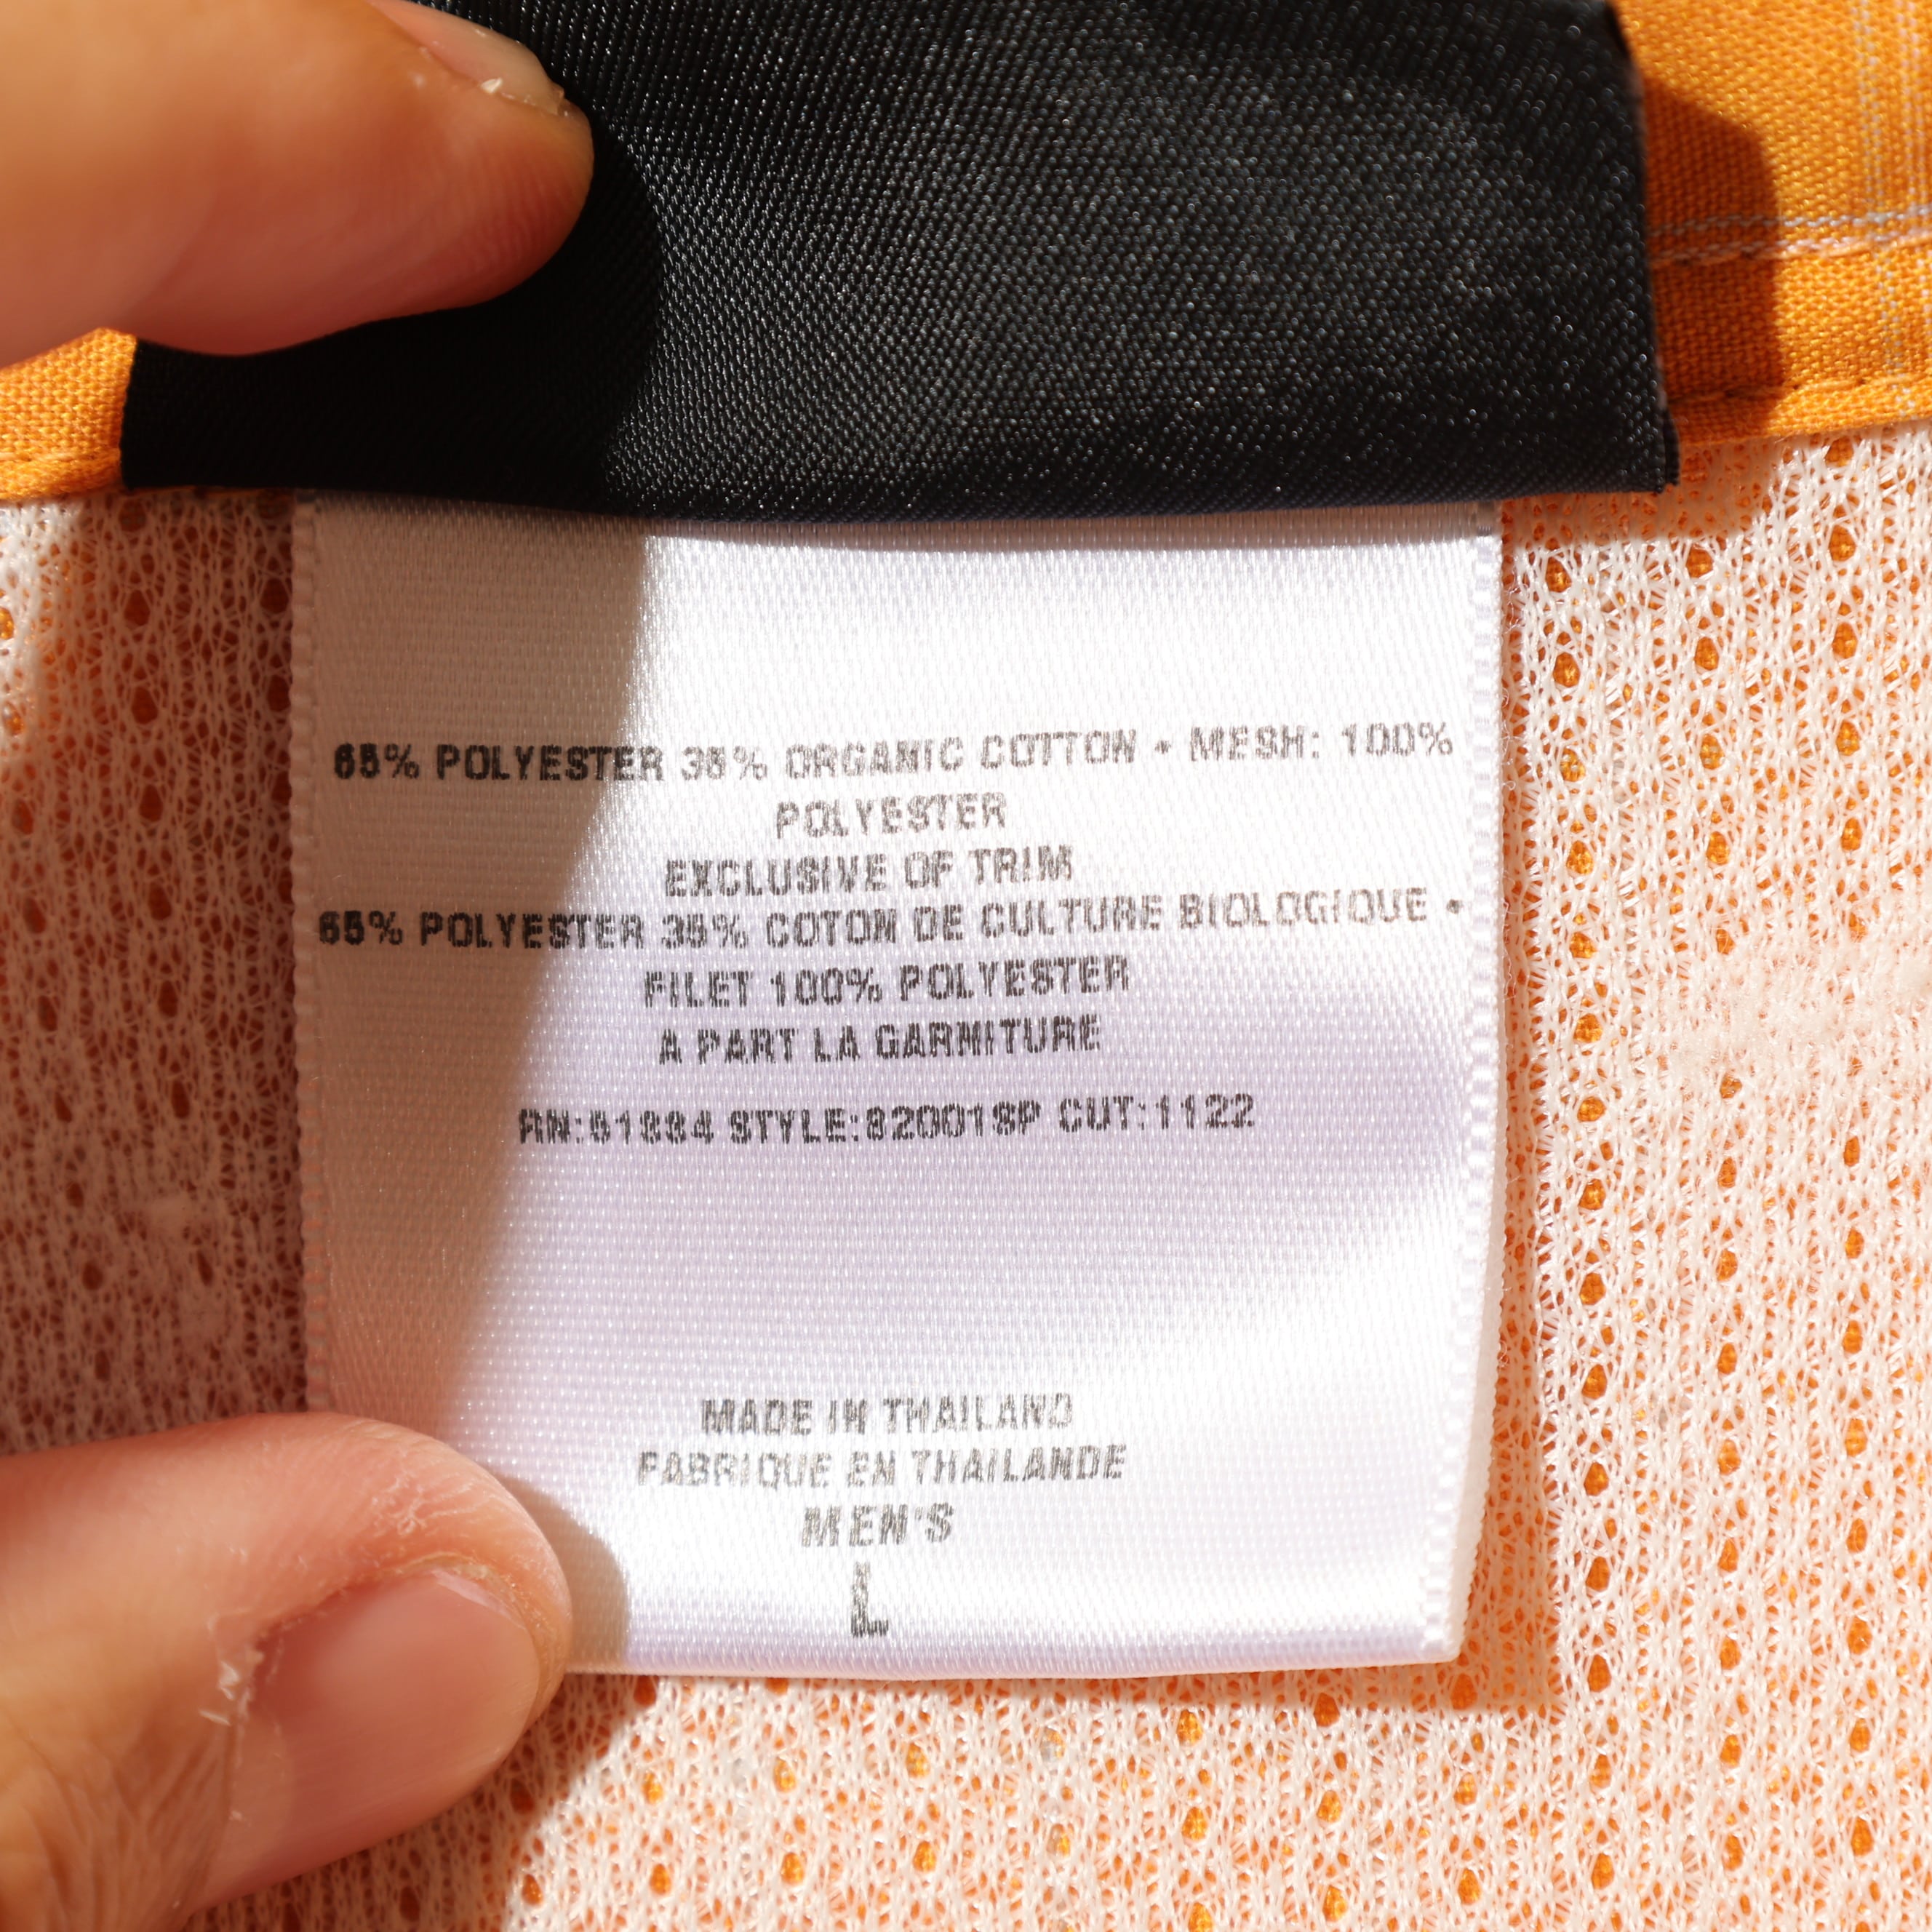 65% POLYESTER 35% ORGANIC COTTON • MESH: 100%
POLYESTER
EXCLUSIVE OF TRIM
65% POLYESTER 35% COTON DE CULTURE BIOLOGIQUE •
FILET 100% POLYESTER
A PART LA GARNITURE
RN:51884 STYLE:82001SP CUT:1122
MADE IN THAILAND
FABRIQUE EN THAILANDE
MEN'S
L